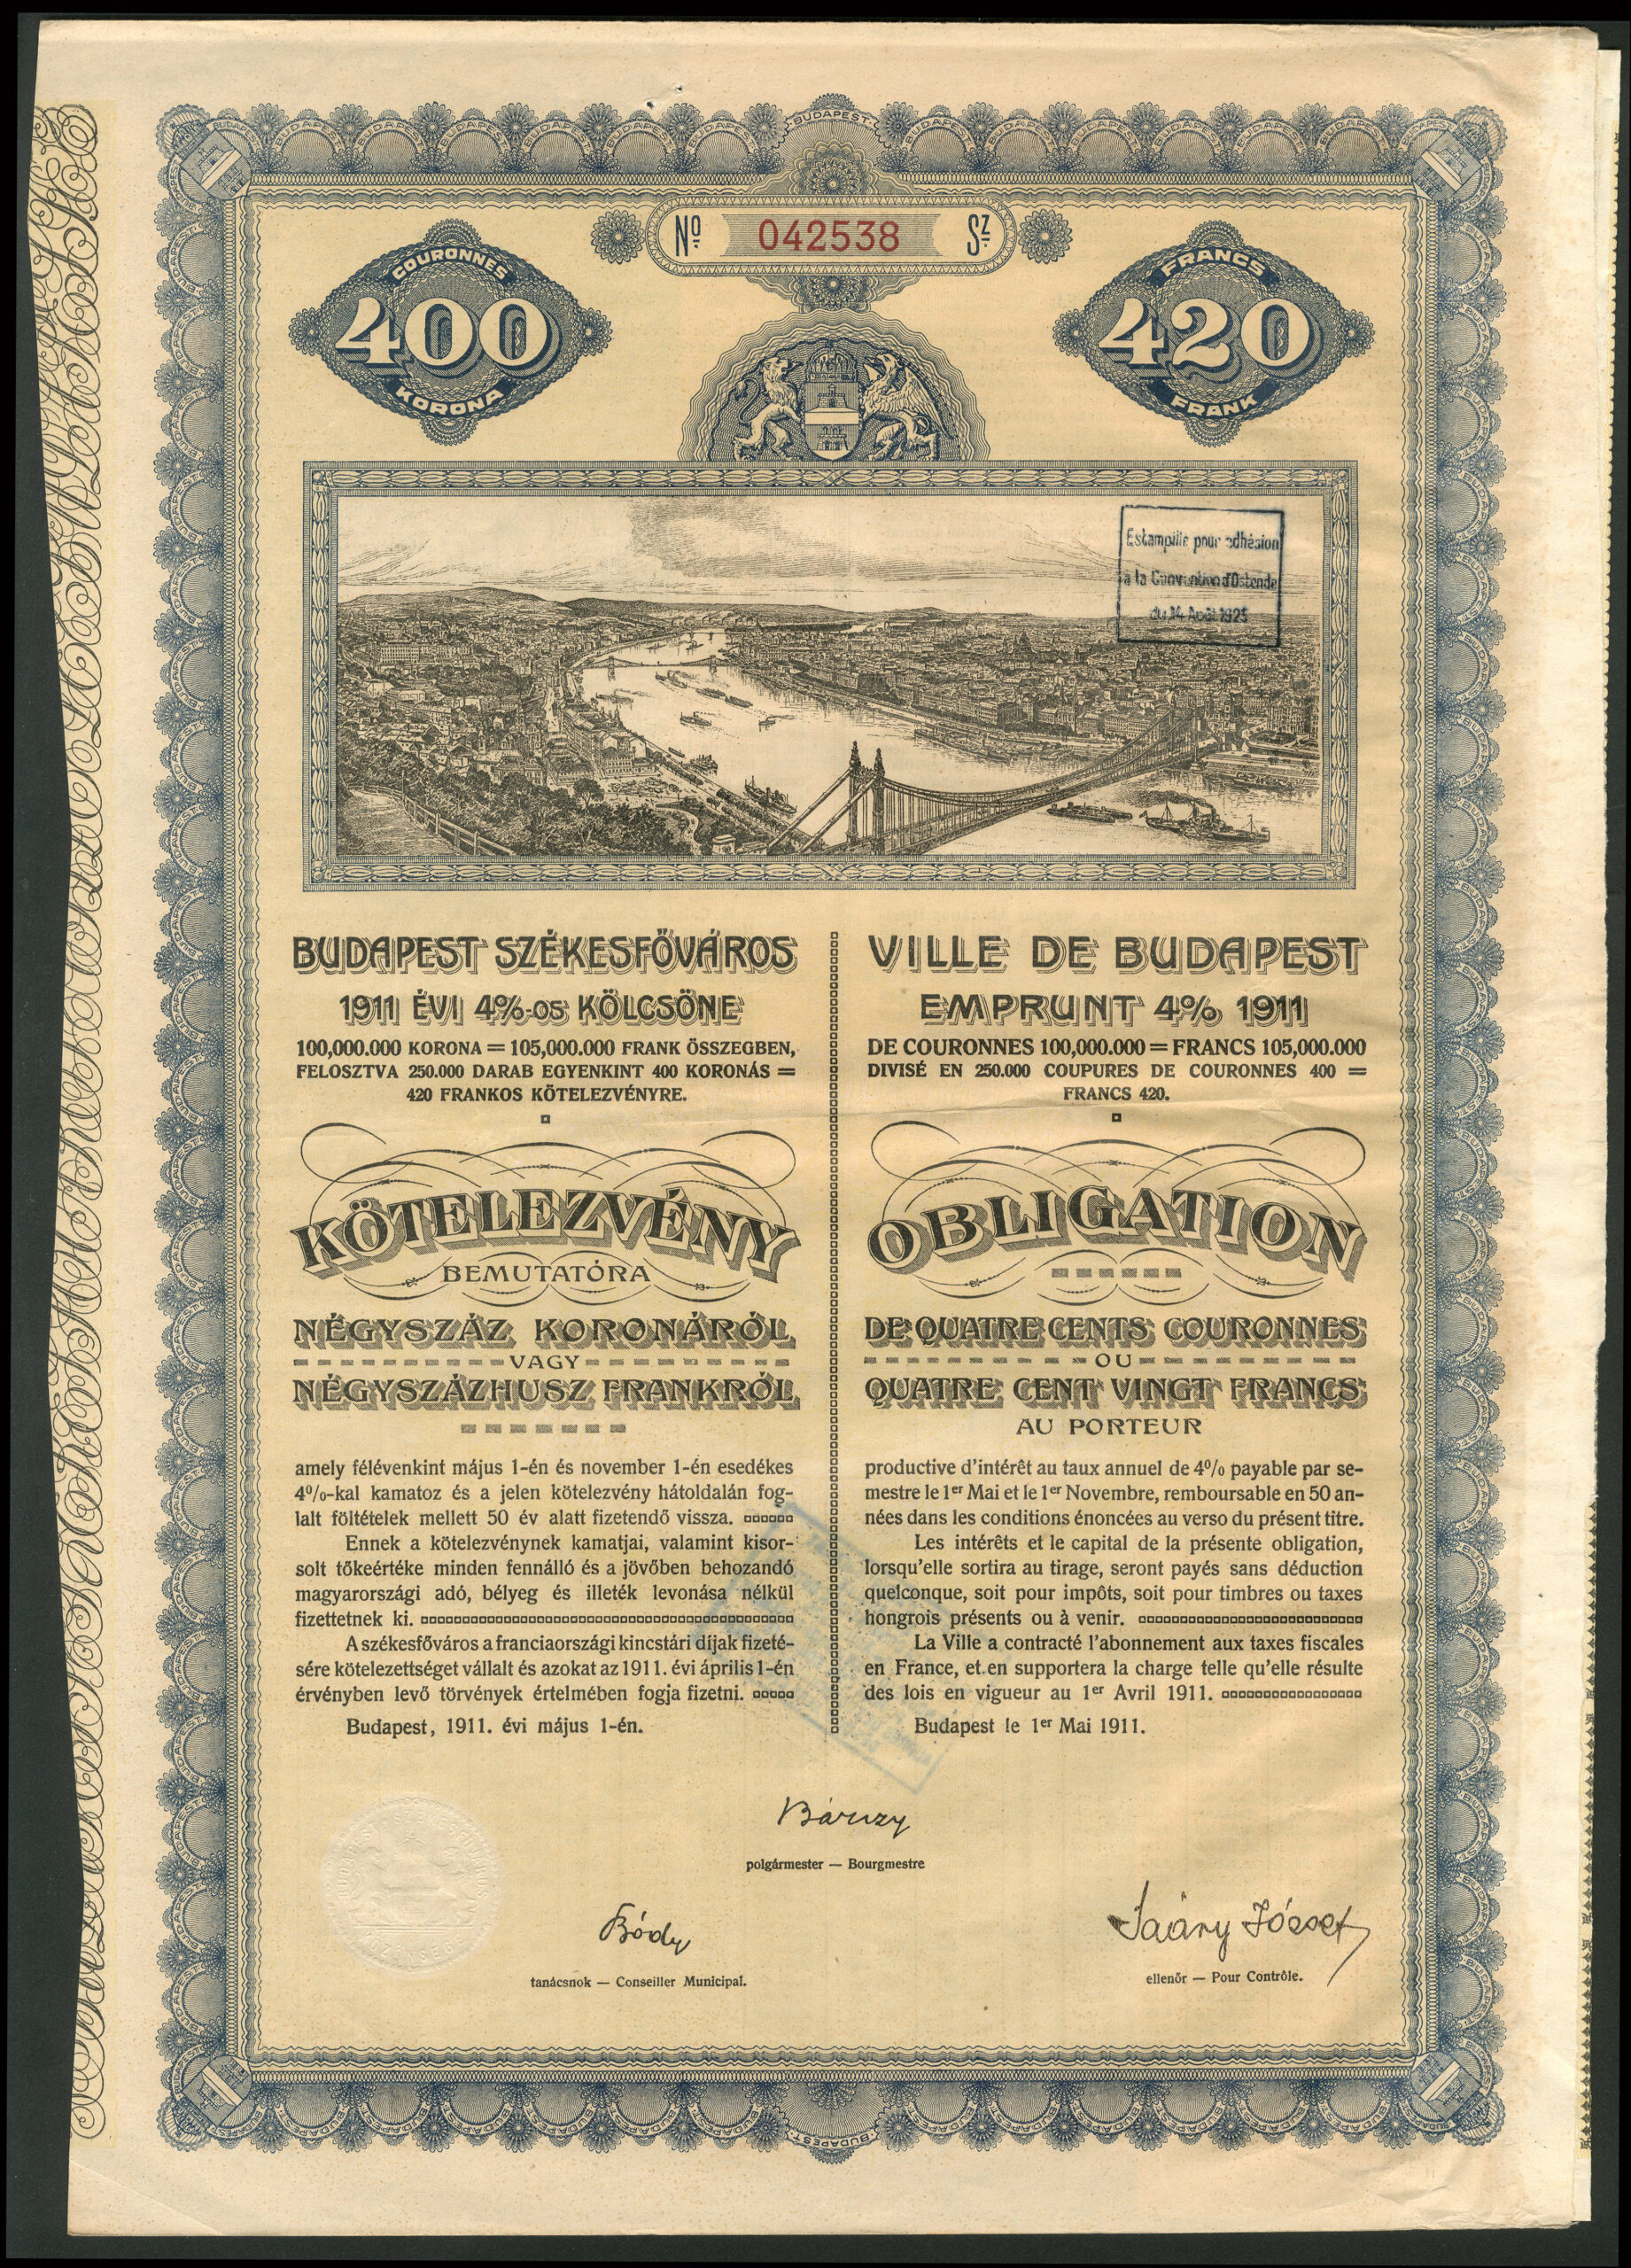 BUDAPEST
Nº 042538 Sz
COURONNES
400
KORONA
FRANCS
420
FRANK
Estampille pour adhésion
à la Convention d'Ostende
du 14 Août 1925
BUDAPEST SZÉKESFŐVÁROS
1911 ÉVI 4%-os KÖLCSÖNE
100,000.000 KORONA = 105,000.000 FRANK ÖSSZEGBEN,
FELOSZTVA 250.000 DARAB EGYENKINT 400 KORONÁS =
420 FRANKOS KÖTELEZVÉNYRE.
KÖTELEZVÉNY
BEMUTATÓRA
NÉGYSZÁZ KORONÁRÓL
VAGY
NÉGYSZÁZHUSZ FRANKRÓL
amely félévenkint május 1-én és november 1-én esedékes
4%-kal kamatoz és a jelen kötelezvény hátoldalán fog-
lalt föltételek mellett 50 év alatt fizetendő vissza.
Ennek a kötelezvénynek kamatjai, valamint kisor-
solt tőkeértéke minden fennálló és a jövőben behozandó
magyarországi adó, bélyeg és illeték levonása nélkül
fizettetnek ki.
A székesfőváros a franciaországi kincstári díjak fizeté-
sére kötelezettséget vállalt és azokat az 1911. évi április 1-én
érvényben levő törvények értelmében fogja fizetni.
Budapest, 1911. évi május 1-én.
VILLE DE BUDAPEST
EMPRUNT 4% 1911
DE COURONNES 100,000.000 = FRANCS 105,000.000
DIVISÉ EN 250.000 COUPURES DE COURONNES 400 =
FRANCS 420.
OBLIGATION
DE QUATRE CENTS COURONNES
OU
QUATRE CENT VINGT FRANCS
AU PORTEUR
productive d'intérêt au taux annuel de 4% payable par se-
mestre le 1er Mai et le 1er Novembre, remboursable en 50 an-
nées dans les conditions énoncées au verso du présent titre.
Les intérêts et le capital de la présente obligation,
lorsqu'elle sortira au tirage, seront payés sans déduction
quelconque, soit pour impôts, soit pour timbres ou taxes
hongrois présents ou à venir.
La Ville a contracté l'abonnement aux taxes fiscales
en France, et en supportera la charge telle qu'elle résulte
des lois en vigueur au 1er Avril 1911.
Budapest le 1er Mai 1911.
Bárczy
polgármester — Bourgmestre
Bódy
tanácsnok — Conseiller Municipal.
József
ellenőr — Pour Contrôle.